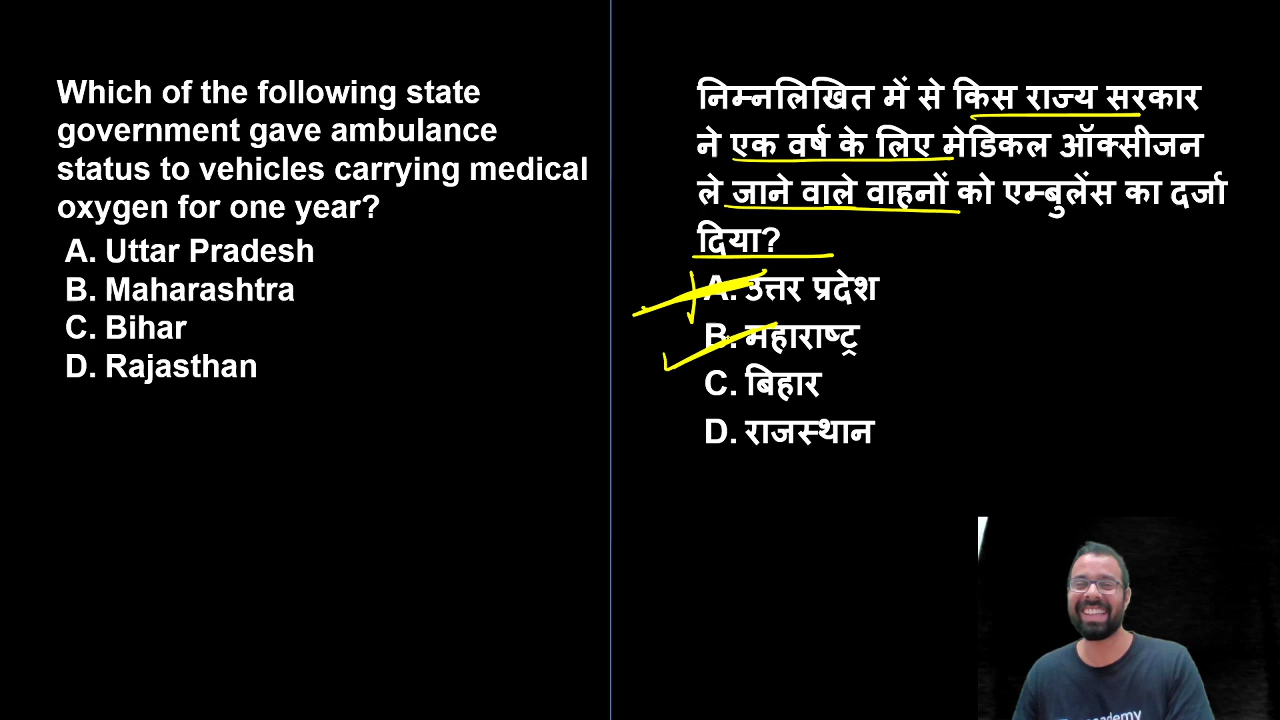 Which of the following state
government gave ambulance
status to vehicles carrying medical
oxygen for one year?
A. Uttar Pradesh
B. Maharashtra
C. Bihar
D. Rajasthan
निम्नलिखित में से किस राज्य सरकार
ने एक वर्ष के लिए मेडिकल ऑक्सीजन
ले जाने वाले वाहनों को एम्बुलेंस का दर्जा
दिया?
A. उत्तर प्रदेश
B. महाराष्ट्र
C. बिहार
D. राजस्थान